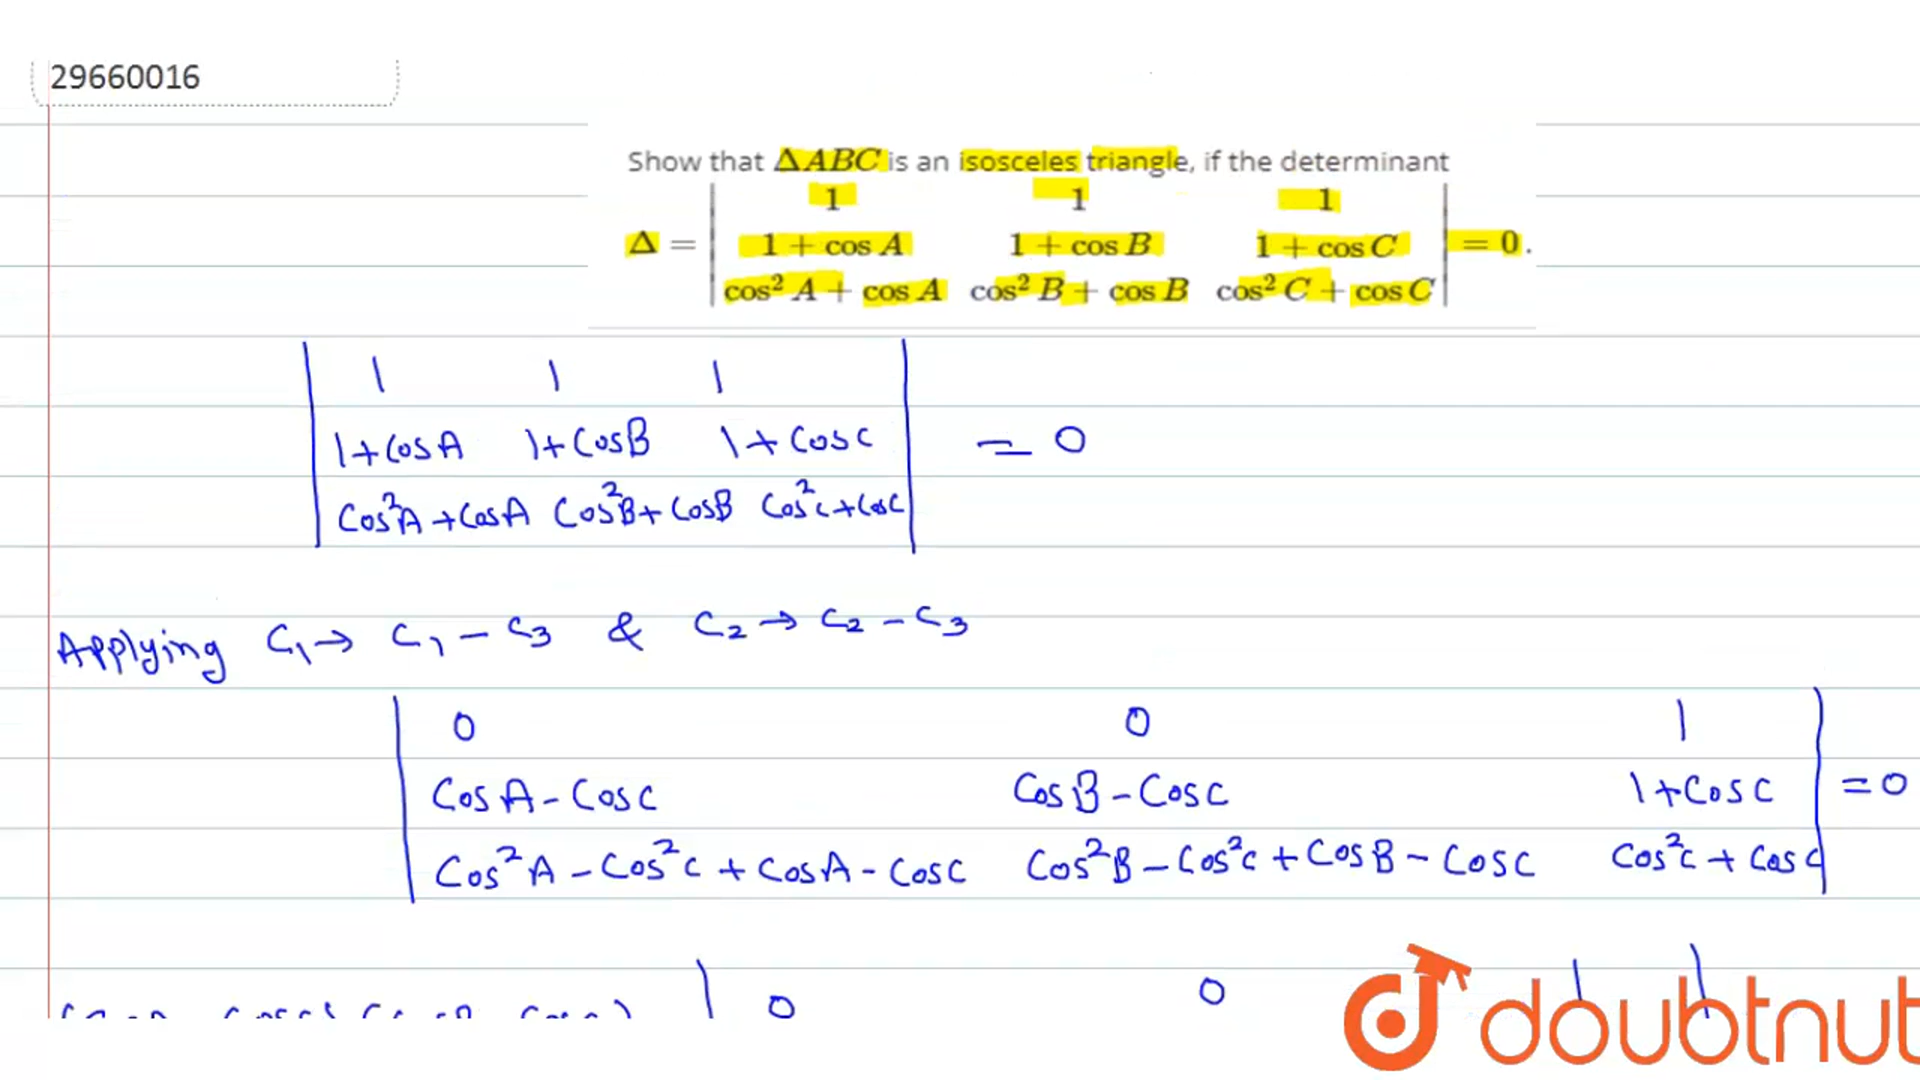 29660016
Show that ΔABC is an isosceles triangle, if the determinant
1 1 1
Δ = | 1 + cos A 1 + cos B 1 + cos C | = 0.
cos² A + cos A cos² B + cos B cos² C + cos C
1 1 1
1+CosA 1+CosB 1+CosC = 0
Cos²A+CosA Cos²B+CosB Cos²C+CosC
Applying C₁→ C₁-C₃ & C₂→C₂-C₃
0 0 1
CosA-CosC CosB-CosC 1+CosC =0
Cos²A-Cos²C+CosA-CosC Cos²B-Cos²C+CosB-CosC Cos²C+CosC
0 0 1
doubtnut